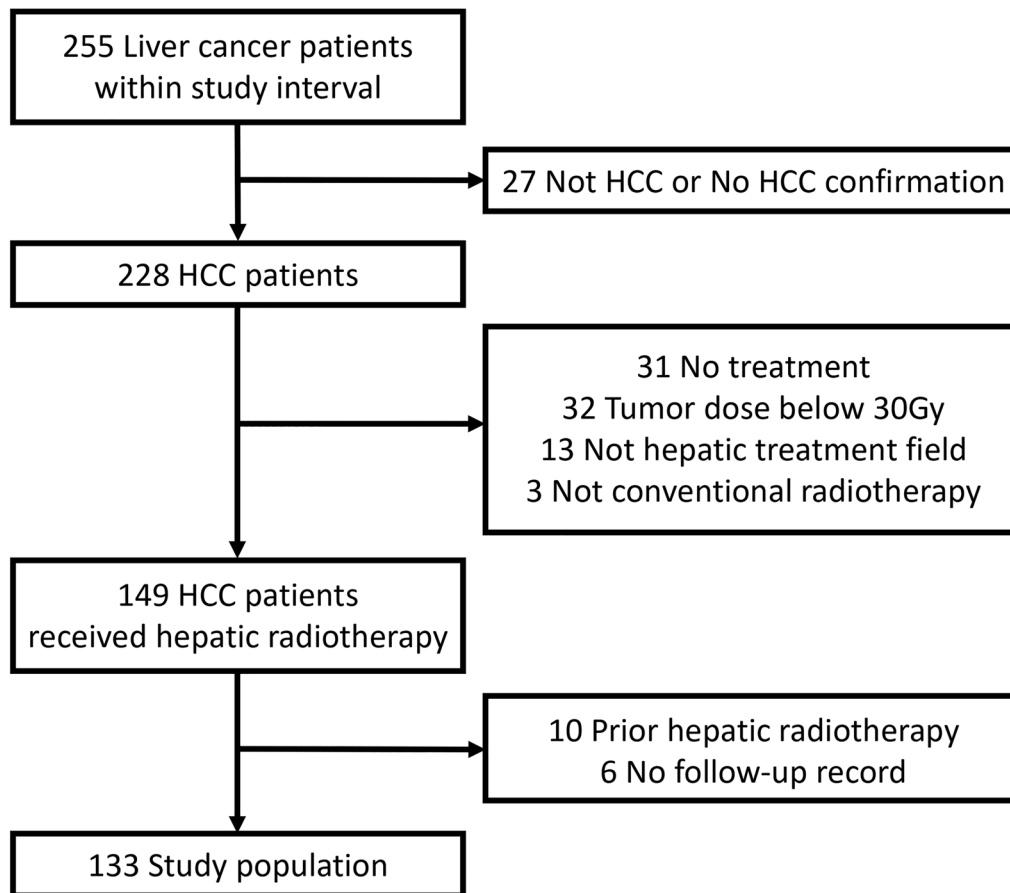 255 Liver cancer patients
within study interval
27 Not HCC or No HCC confirmation
228 HCC patients
31 No treatment
32 Tumor dose below 30Gy
13 Not hepatic treatment field
3 Not conventional radiotherapy
149 HCC patients
received hepatic radiotherapy
10 Prior hepatic radiotherapy
6 No follow-up record
133 Study population